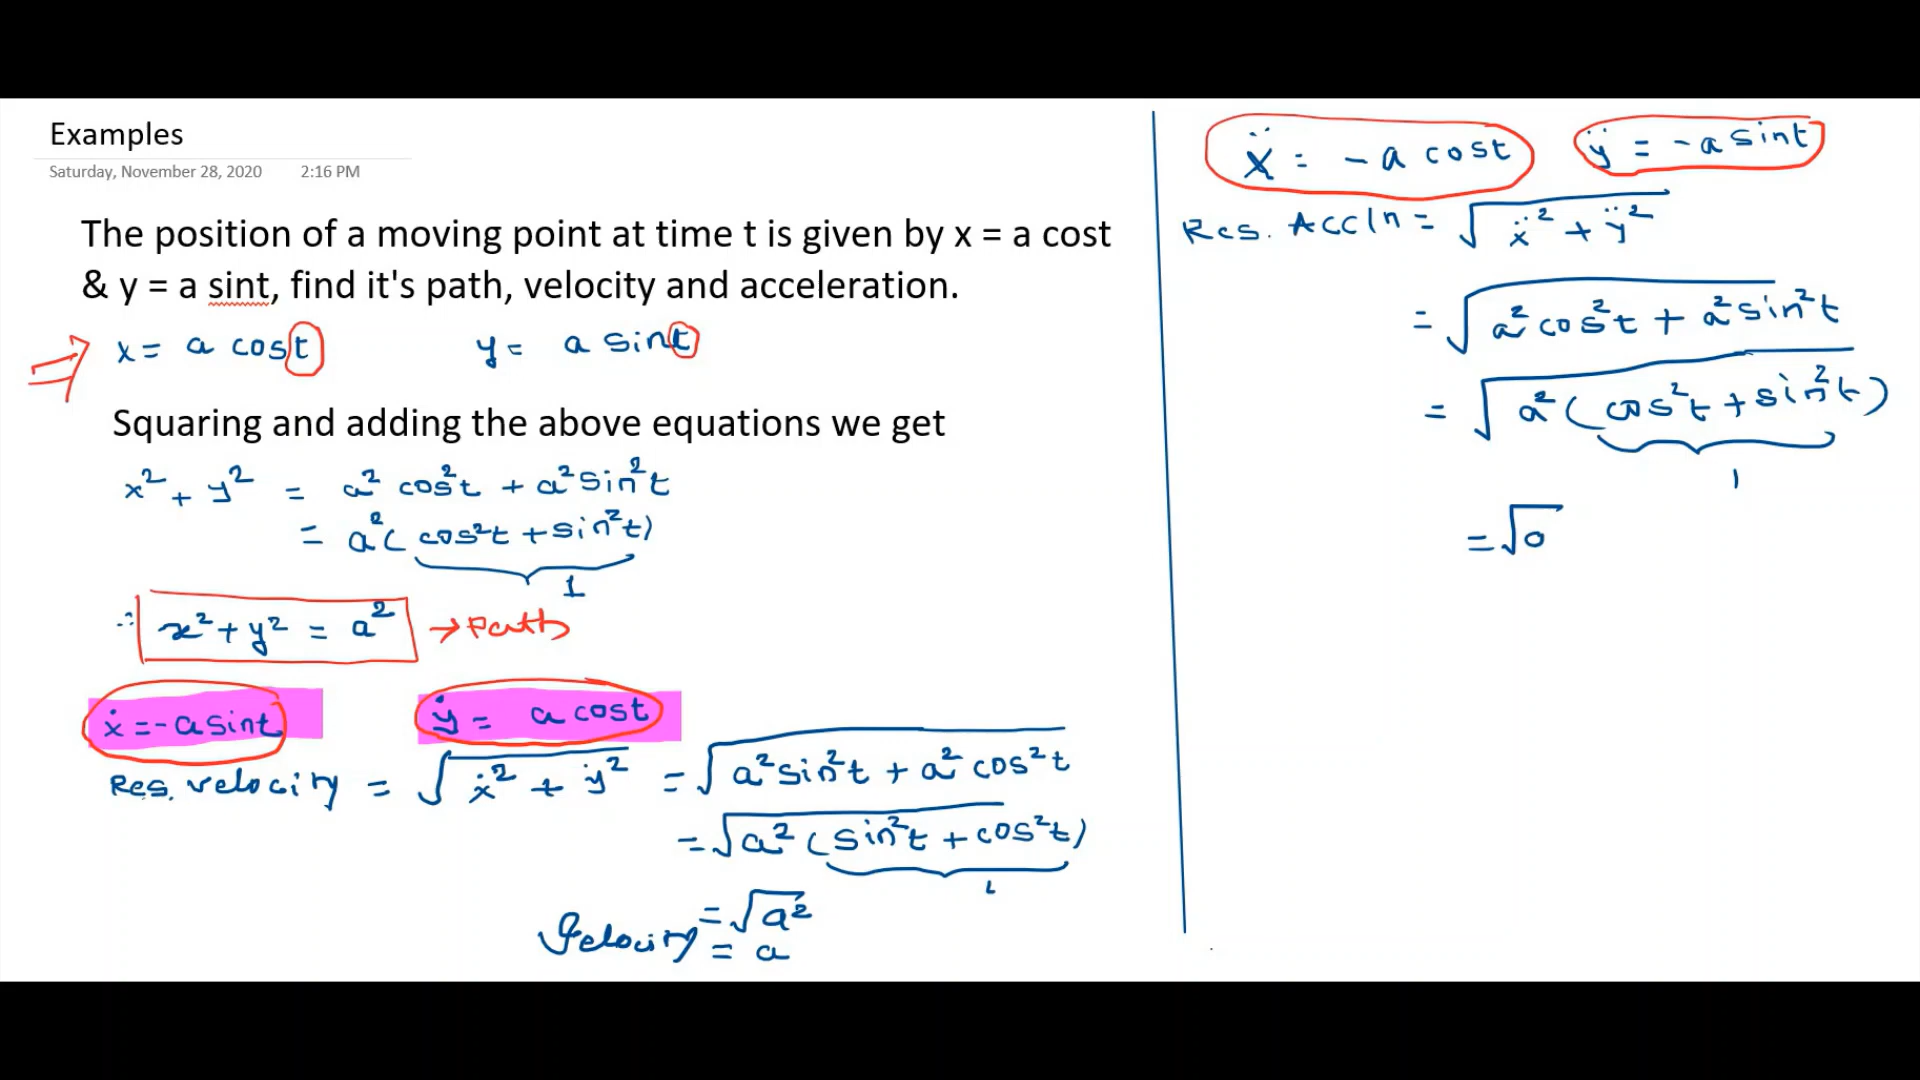 Examples
Saturday, November 28, 2020 2:16 PM
The position of a moving point at time t is given by x = a cost
& y = a sint, find it's path, velocity and acceleration.
x = a cost y = a sint
Squaring and adding the above equations we get
x² + y² = a² cos²t + a² sin²t
= a² ( cos²t + sin²t)
1
∴ x² + y² = a² → Path
ẋ = -a sint ẏ = a cost
Res. velocity = √(ẋ² + ẏ²) = √(a² sin²t + a² cos²t)
= √(a² (sin²t + cos²t))
1
= √a²
Velocity = a
ẍ = - a cost ÿ = - a sint
Res. Accln = √(ẍ² + ÿ²)
= √(a² cos²t + a² sin²t)
= √(a² (cos²t + sin²t))
1
= √